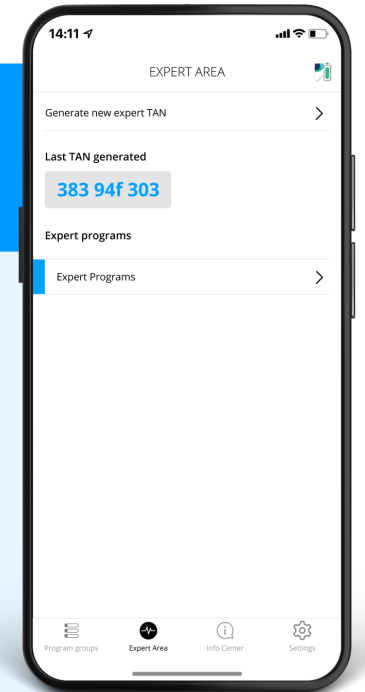 14:11
EXPERT AREA
Generate new expert TAN
Last TAN generated
383 94f 303
Expert programs
Expert Programs
Program groups
Expert Area
Info Center
Settings